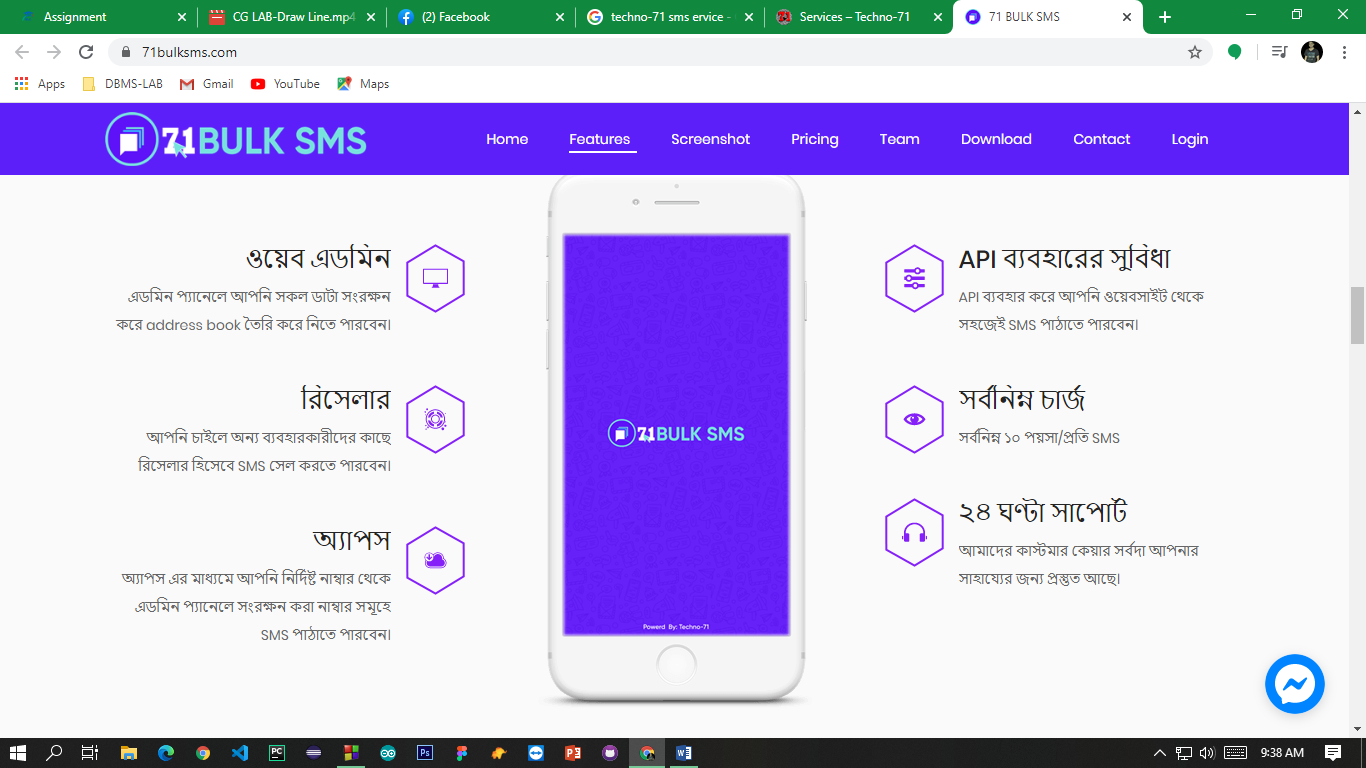 Assignment
CG LAB-Draw Line.mp4
(2) Facebook
techno-71 sms ervice -
Services – Techno-71
71 BULK SMS
71bulksms.com
Apps
DBMS-LAB
Gmail
YouTube
Maps
71BULK SMS
Home
Features
Screenshot
Pricing
Team
Download
Contact
Login
ওয়েব এডমিন
এডমিন প্যানেলে আপনি সকল ডাটা সংরক্ষন
করে address book তৈরি করে নিতে পারবেন।
রিসেলার
আপনি চাইলে অন্য ব্যবহারকারীদের কাছে
রিসেলার হিসেবে SMS সেল করতে পারবেন।
অ্যাপস
অ্যাপস এর মাধ্যমে আপনি নির্দিষ্ট নাম্বার থেকে
এডমিন প্যানেলে সংরক্ষন করা নাম্বার সমূহে
SMS পাঠাতে পারবেন।
71BULK SMS
Powerd By: Techno-71
API ব্যবহারের সুবিধা
API ব্যবহার করে আপনি ওয়েবসাইট থেকে
সহজেই SMS পাঠাতে পারবেন।
সর্বনিম্ন চার্জ
সর্বনিম্ন ১০ পয়সা/প্রতি SMS
২৪ ঘণ্টা সাপোর্ট
আমাদের কাস্টমার কেয়ার সর্বদা আপনার
সাহায্যের জন্য প্রস্তুত আছে।
PC
Ps
9:38 AM